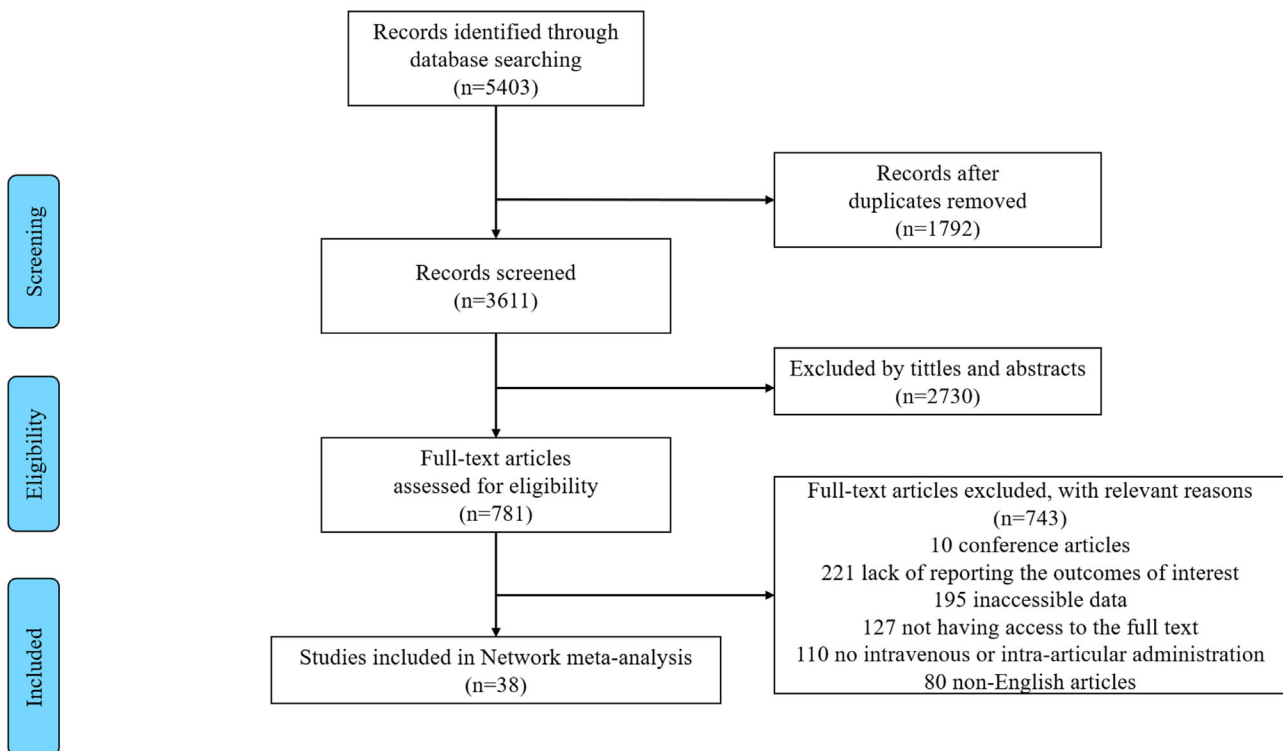 Records identified through
database searching
(n=5403)
Records after
duplicates removed
(n=1792)
Screening
Records screened
(n=3611)
Excluded by tittles and abstracts
(n=2730)
Eligibility
Full-text articles
assessed for eligibility
(n=781)
Full-text articles excluded, with relevant reasons
(n=743)
10 conference articles
221 lack of reporting the outcomes of interest
195 inaccessible data
127 not having access to the full text
110 no intravenous or intra-articular administration
80 non-English articles
Included
Studies included in Network meta-analysis
(n=38)